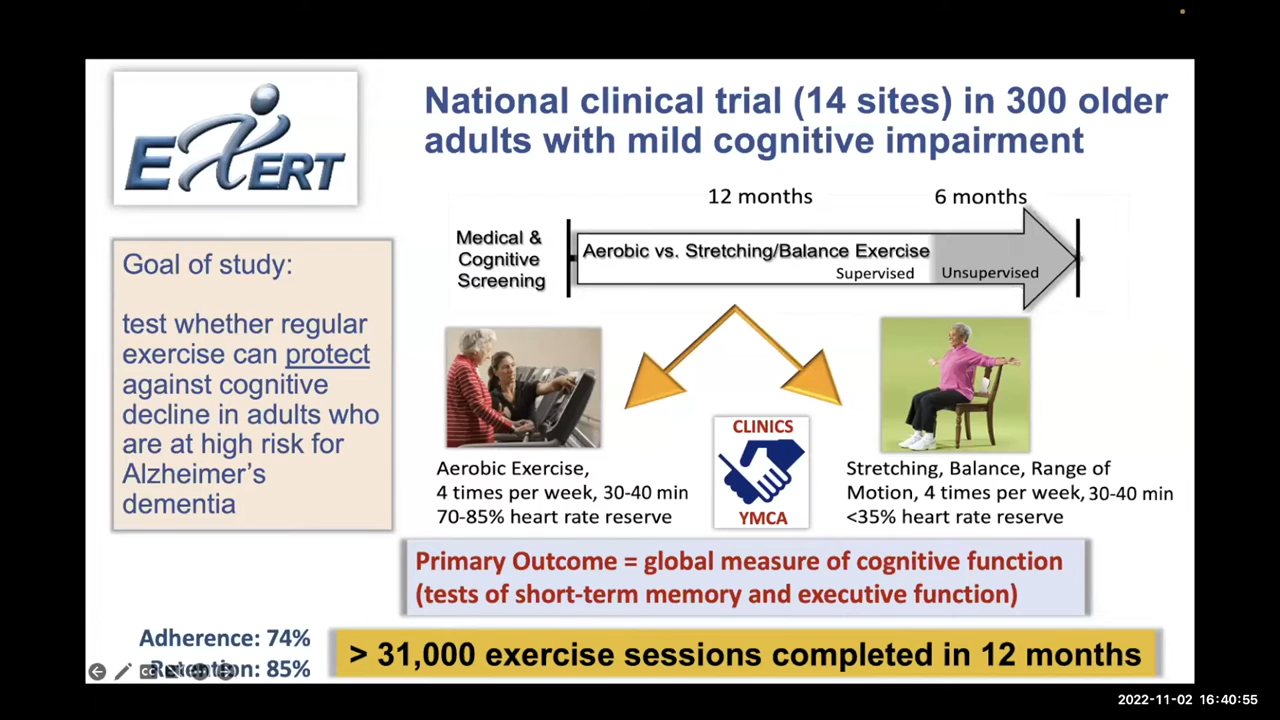 EXERT
National clinical trial (14 sites) in 300 older
adults with mild cognitive impairment
12 months
6 months
Medical &
Cognitive
Screening
Aerobic vs. Stretching/Balance Exercise
Supervised
Unsupervised
Goal of study:
test whether regular
exercise can protect
against cognitive
decline in adults who
are at high risk for
Alzheimer's
dementia
Aerobic Exercise,
4 times per week, 30-40 min
70-85% heart rate reserve
CLINICS
YMCA
Stretching, Balance, Range of
Motion, 4 times per week, 30-40 min
<35% heart rate reserve
Primary Outcome = global measure of cognitive function
(tests of short-term memory and executive function)
Adherence: 74%
Retention: 85%
> 31,000 exercise sessions completed in 12 months
2022-11-02 16:40:55